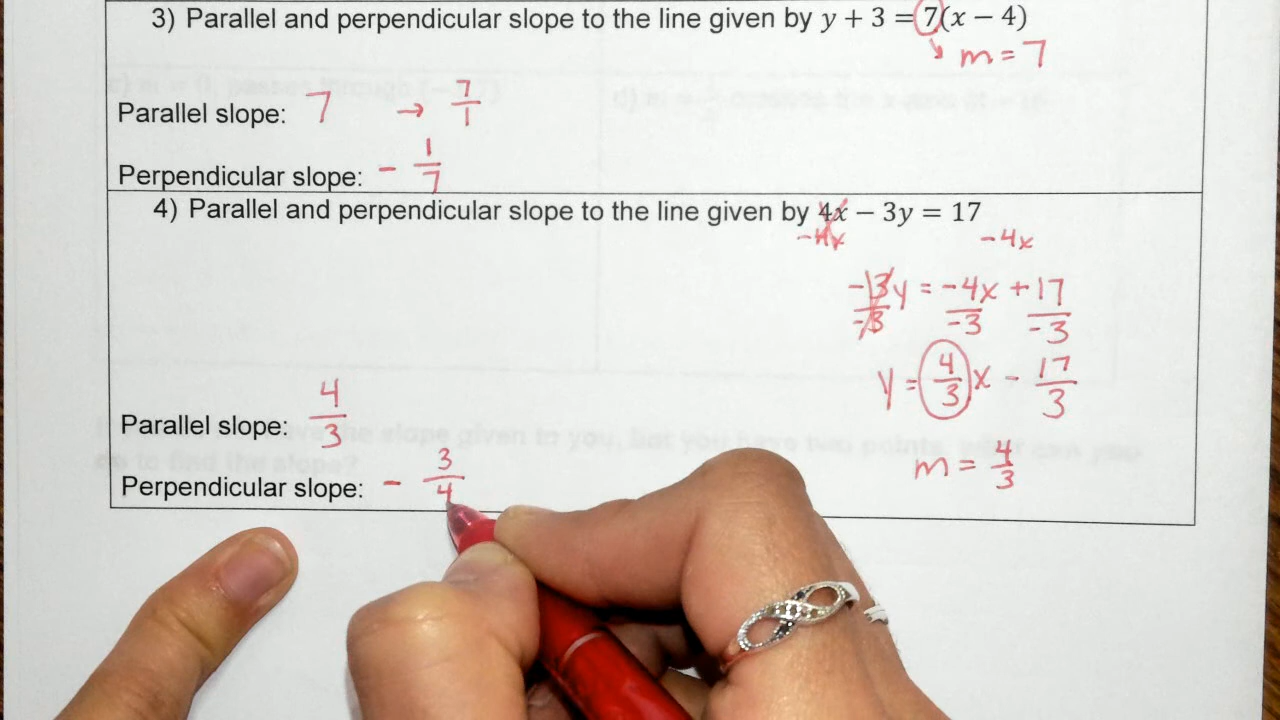 3) Parallel and perpendicular slope to the line given by y + 3 = 7(x − 4)
↘ m = 7
Parallel slope: 7 → 7/1
Perpendicular slope: - 1/7
4) Parallel and perpendicular slope to the line given by 4x − 3y = 17
-4x -4x
-3y/-3 = -4x/-3 + 17/-3
y = 4/3 x - 17/3
Parallel slope: 4/3
m = 4/3
Perpendicular slope: - 3/4